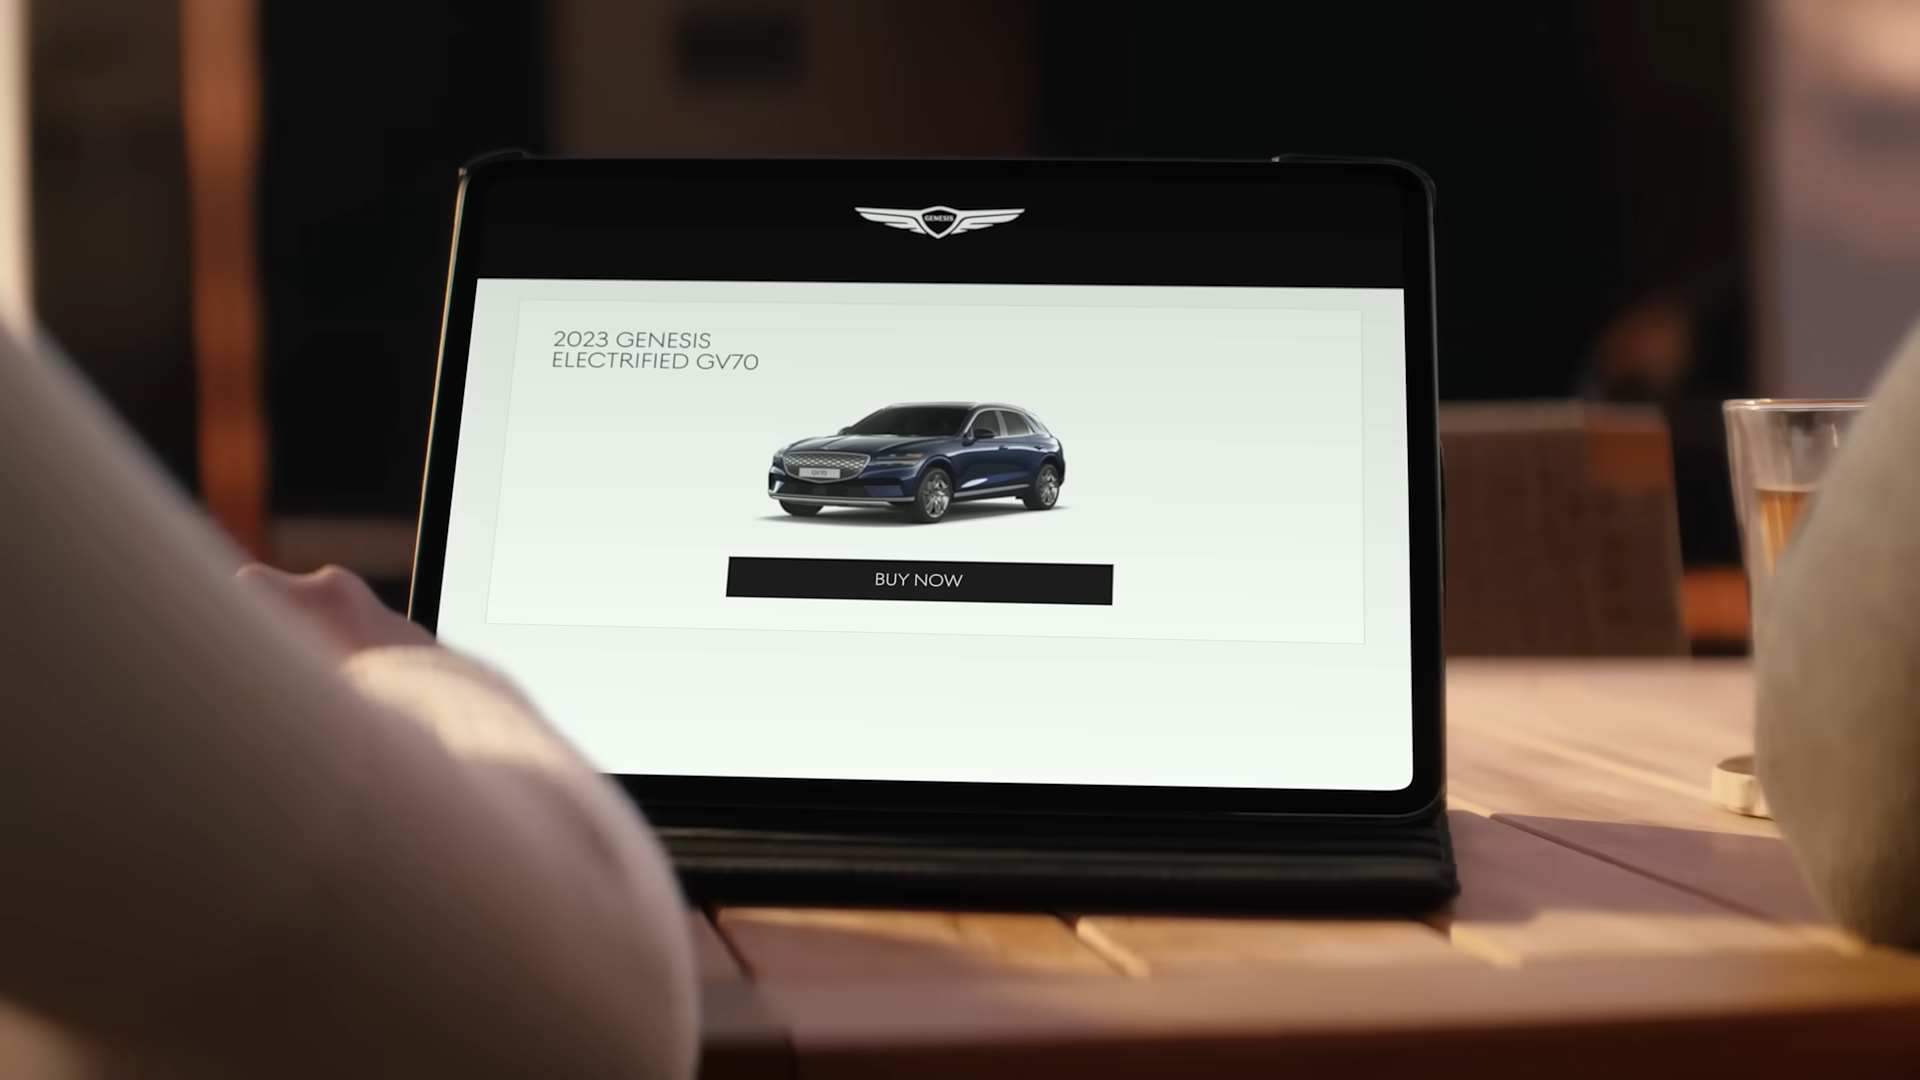 GENESIS
2023 GENESIS
ELECTRIFIED GV70
GV70
BUY NOW